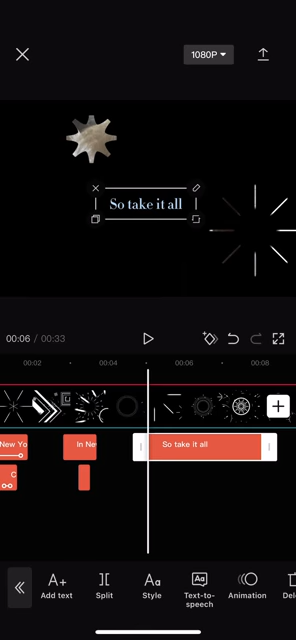 1080P
So take it all
00:06 / 00:33
00:02
00:04
00:06
00:08
New Yo
In Ne
So take it all
C
Add text
Split
Style
Text-to-speech
Animation
Dele